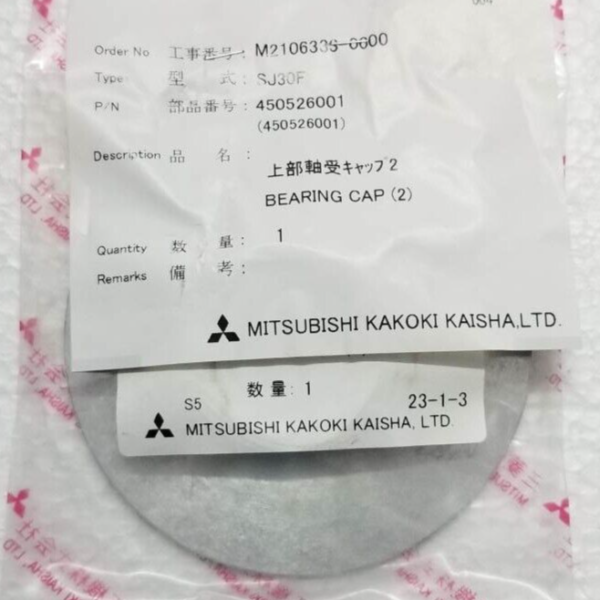 Order No 工事番号: M210633S-0600
Type 型 式: SJ30F
P/N 部品番号: 450526001
(450526001)
Description 品 名:
上部軸受キャップ2
BEARING CAP (2)
Quantity 数 量: 1
Remarks 備 考:
MITSUBISHI KAKOKI KAISHA,LTD.
数量: 1
S5 23-1-3
MITSUBISHI KAKOKI KAISHA, LTD.